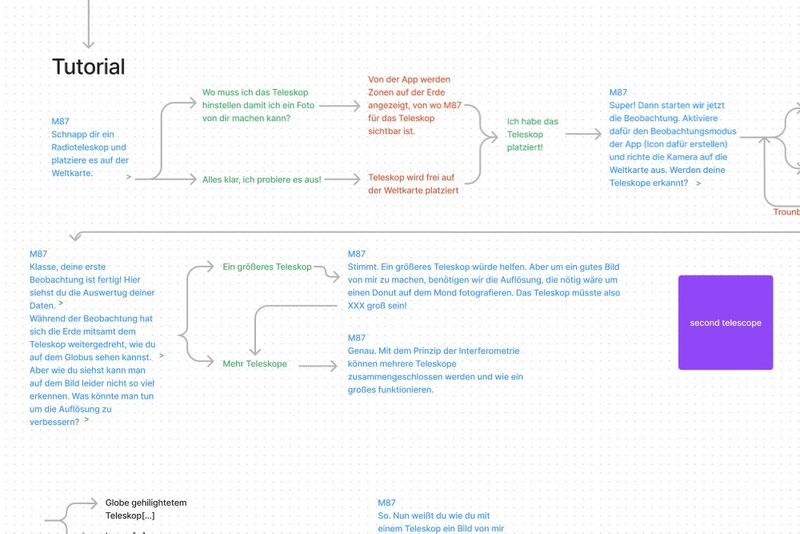 Tutorial
M87
Schnapp dir ein
Radioteleskop und
platziere es auf der
Weltkarte.
>
Wo muss ich das Teleskop
hinstellen damit ich ein Foto
von dir machen kann?
Alles klar, ich probiere es aus!
Von der App werden
Zonen auf der Erde
angezeigt, von wo M87
für das Teleskop
sichtbar ist.
Teleskop wird frei auf
der Weltkarte platziert
Ich habe das
Teleskop
platziert!
M87
Super! Dann starten wir jetzt
die Beobachtung. Aktiviere
dafür den Beobachtungsmodus
der App (Icon dafür erstellen)
und richte die Kamera auf die
Weltkarte aus. Werden deine
Teleskope erkannt? >
Trounb
M87
Klasse, deine erste
Beobachtung ist fertig! Hier
siehst du die Auswertug deiner
Daten. >
Während der Beobachtung hat
sich die Erde mitsamt dem
Teleskop weitergedreht, wie du
auf dem Globus sehen kannst. >
Aber wie du siehst kann man
auf dem Bild leider nicht so viel
erkennen. Was könnte man tun
um die Auflösung zu
verbessern? >
Ein größeres Teleskop
Mehr Teleskope
M87
Stimmt. Ein größeres Teleskop würde helfen. Aber um ein gutes Bild
von mir zu machen, benötigen wir die Auflösung, die nötig wäre um
einen Donut auf dem Mond fotografieren. Das Teleskop müsste also
XXX groß sein!
M87
Genau. Mit dem Prinzip der Interferometrie
können mehrere Teleskope
zusammengeschlossen werden und wie ein
großes funktionieren.
second telescope
Globe gehilightetem
Teleskop[...]
M87
So. Nun weißt du wie du mit
einem Teleskop ein Bild von mir